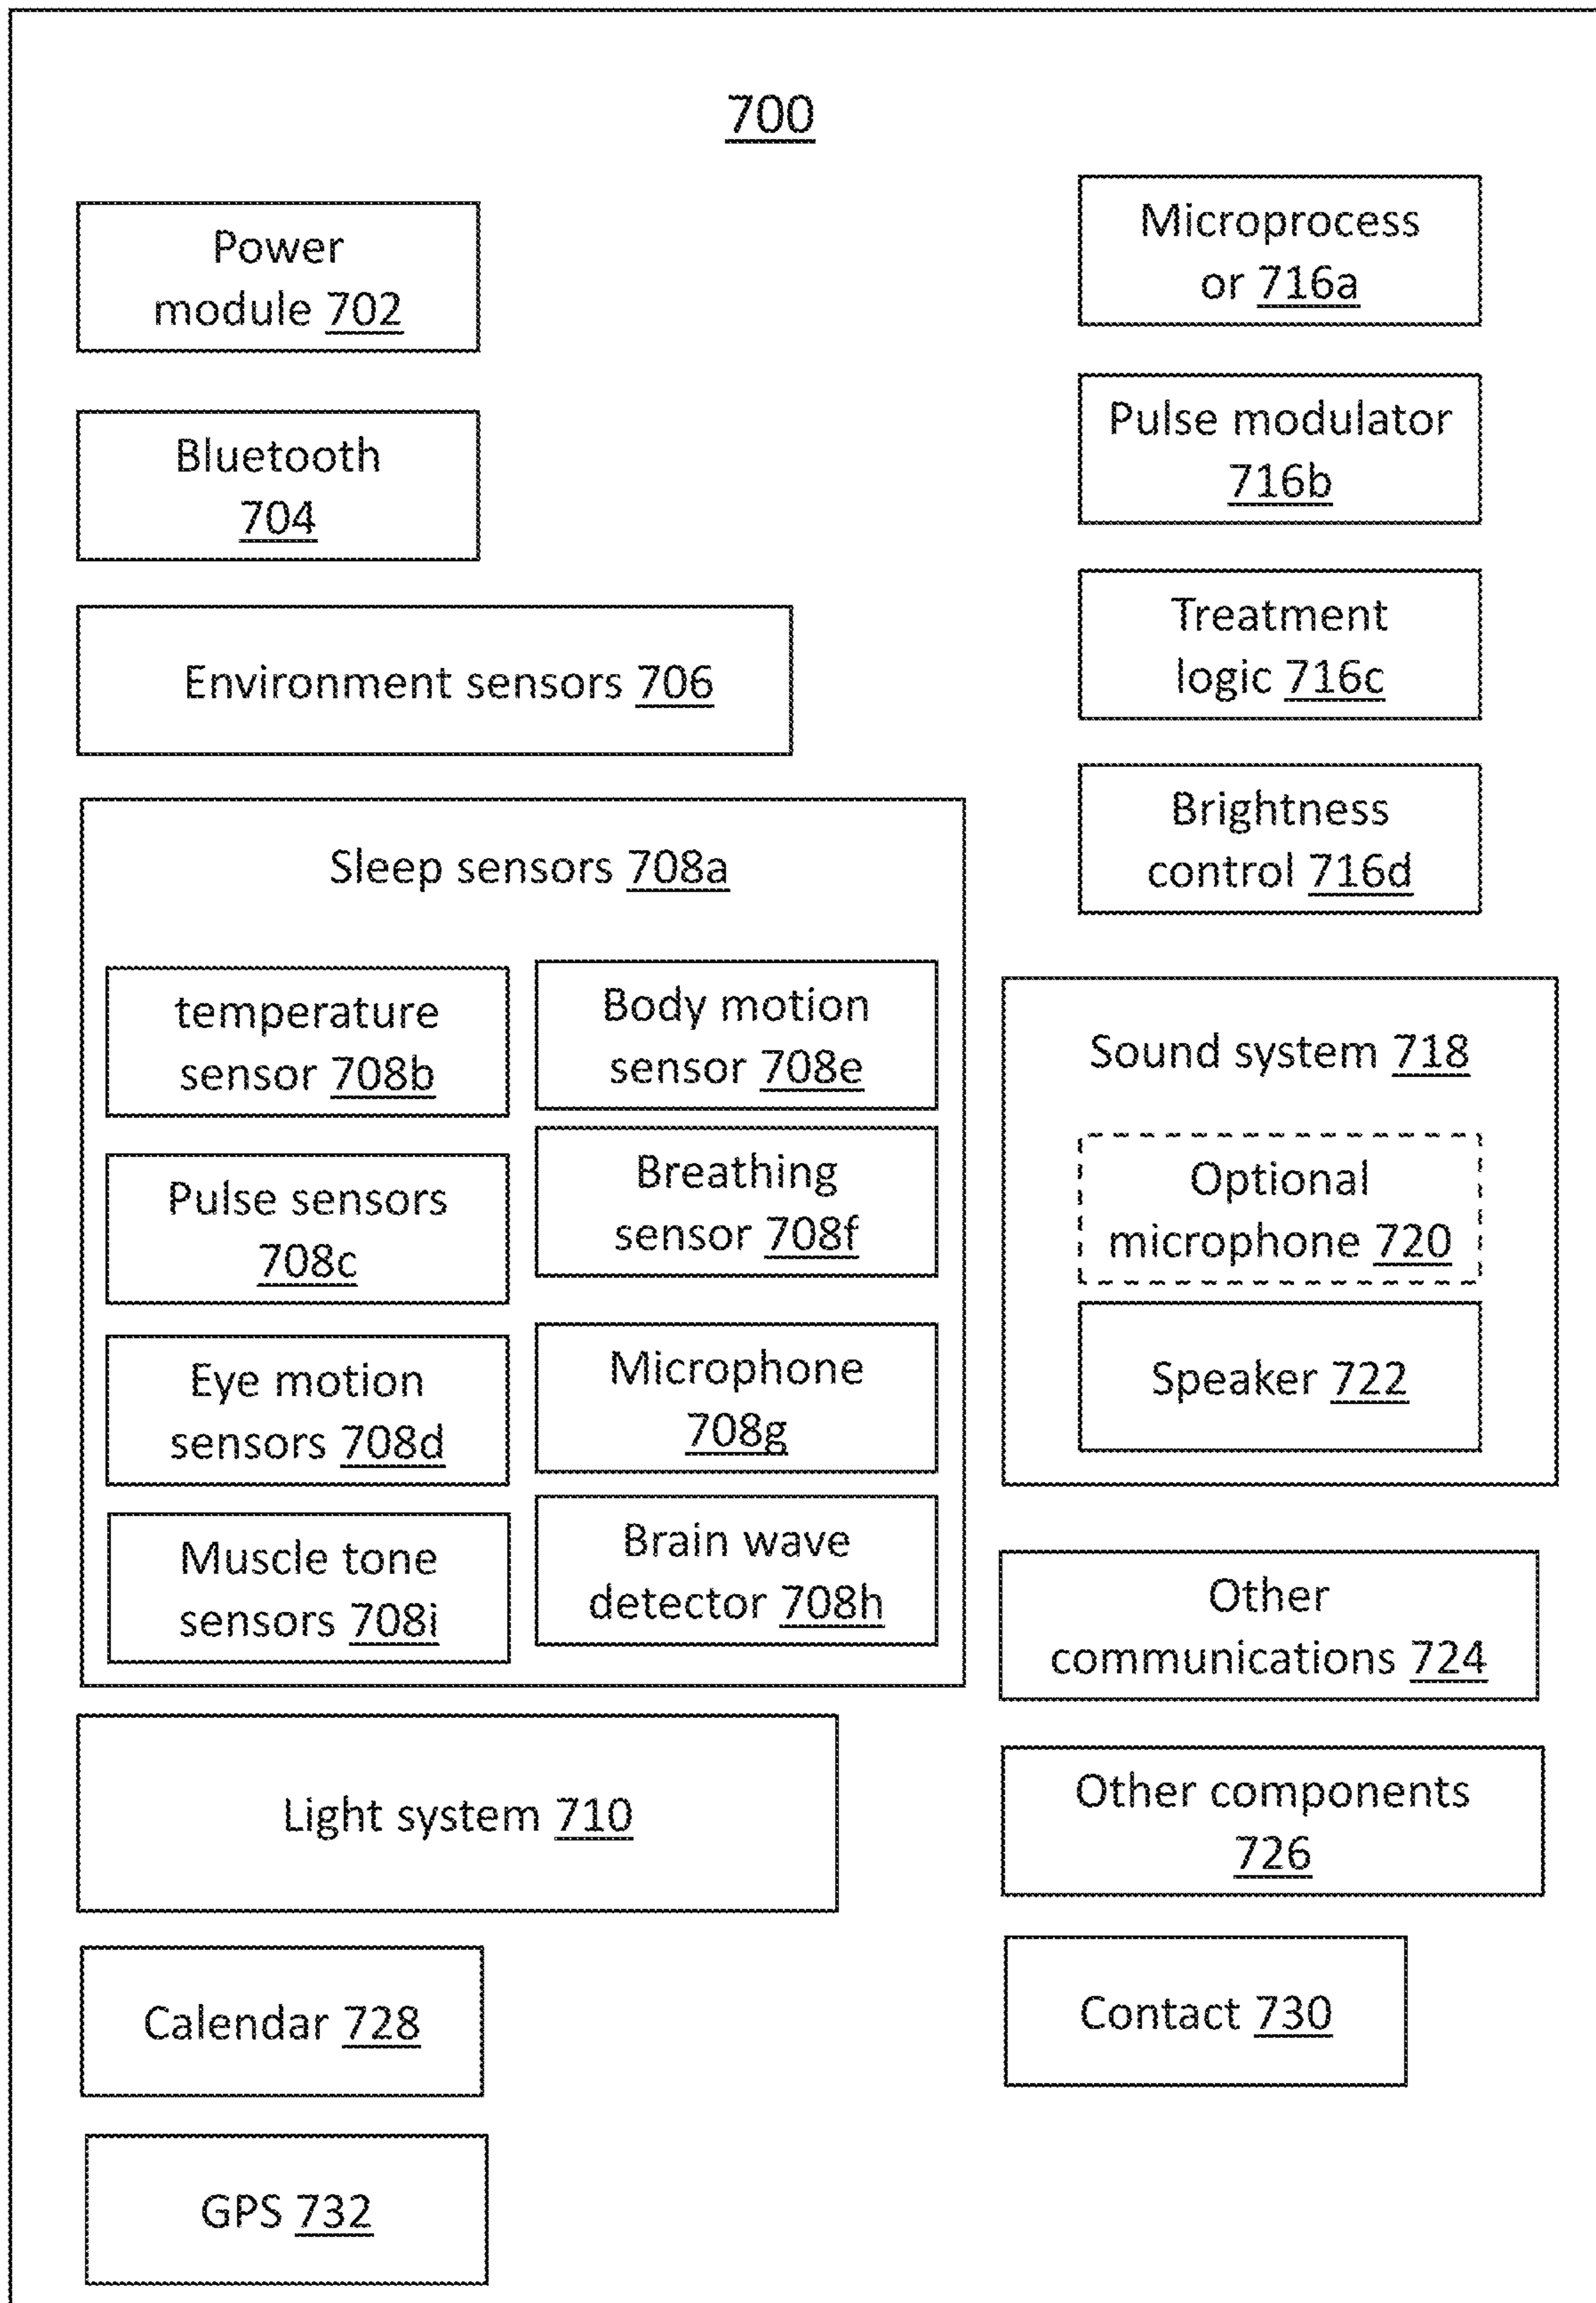 700
Power
module 702
Bluetooth
704
Environment sensors 706
Sleep sensors 708a
temperature
sensor 708b
Pulse sensors
708c
Eye motion
sensors 708d
Muscle tone
sensors 708i
Body motion
sensor 708e
Breathing
sensor 708f
Microphone
708g
Brain wave
detector 708h
Light system 710
Calendar 728
GPS 732
Microprocess
or 716a
Pulse modulator
716b
Treatment
logic 716c
Brightness
control 716d
Sound system 718
Optional
microphone 720
Speaker 722
Other
communications 724
Other components
726
Contact 730